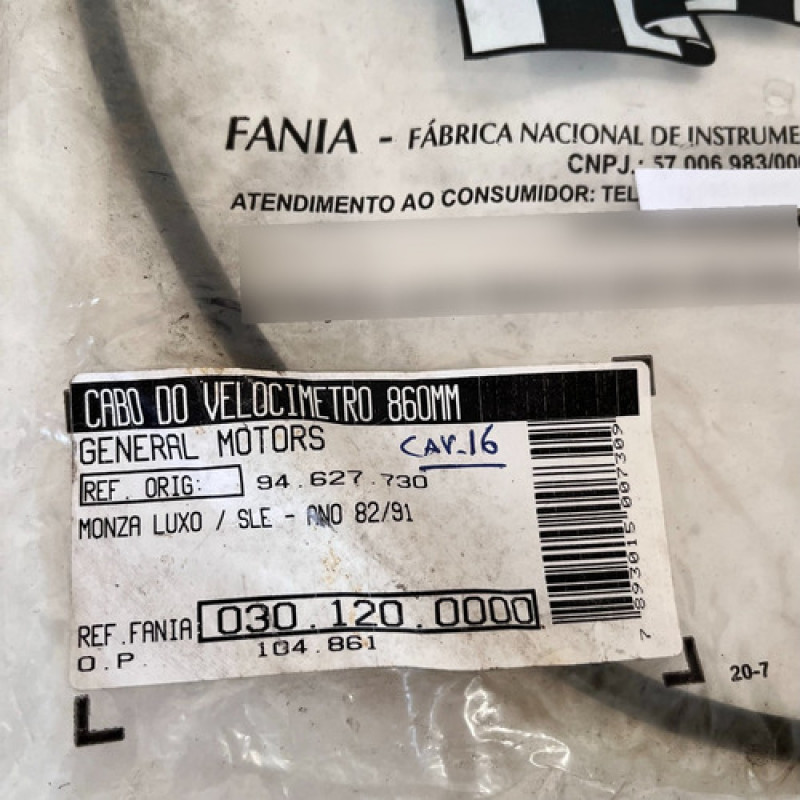 FANIA - FÁBRICA NACIONAL DE INSTRUME
CNPJ.: 57 006 983/000
ATENDIMENTO AO CONSUMIDOR: TEL
CABO DO VELOCIMETRO 860MM
GENERAL MOTORS
CAV.16
REF. ORIG: 94.627.730
MONZA LUXO / SLE - ANO 82/91
REF.FANIA 030.120.0000
O.P. 104.861
7893015007309
20-7